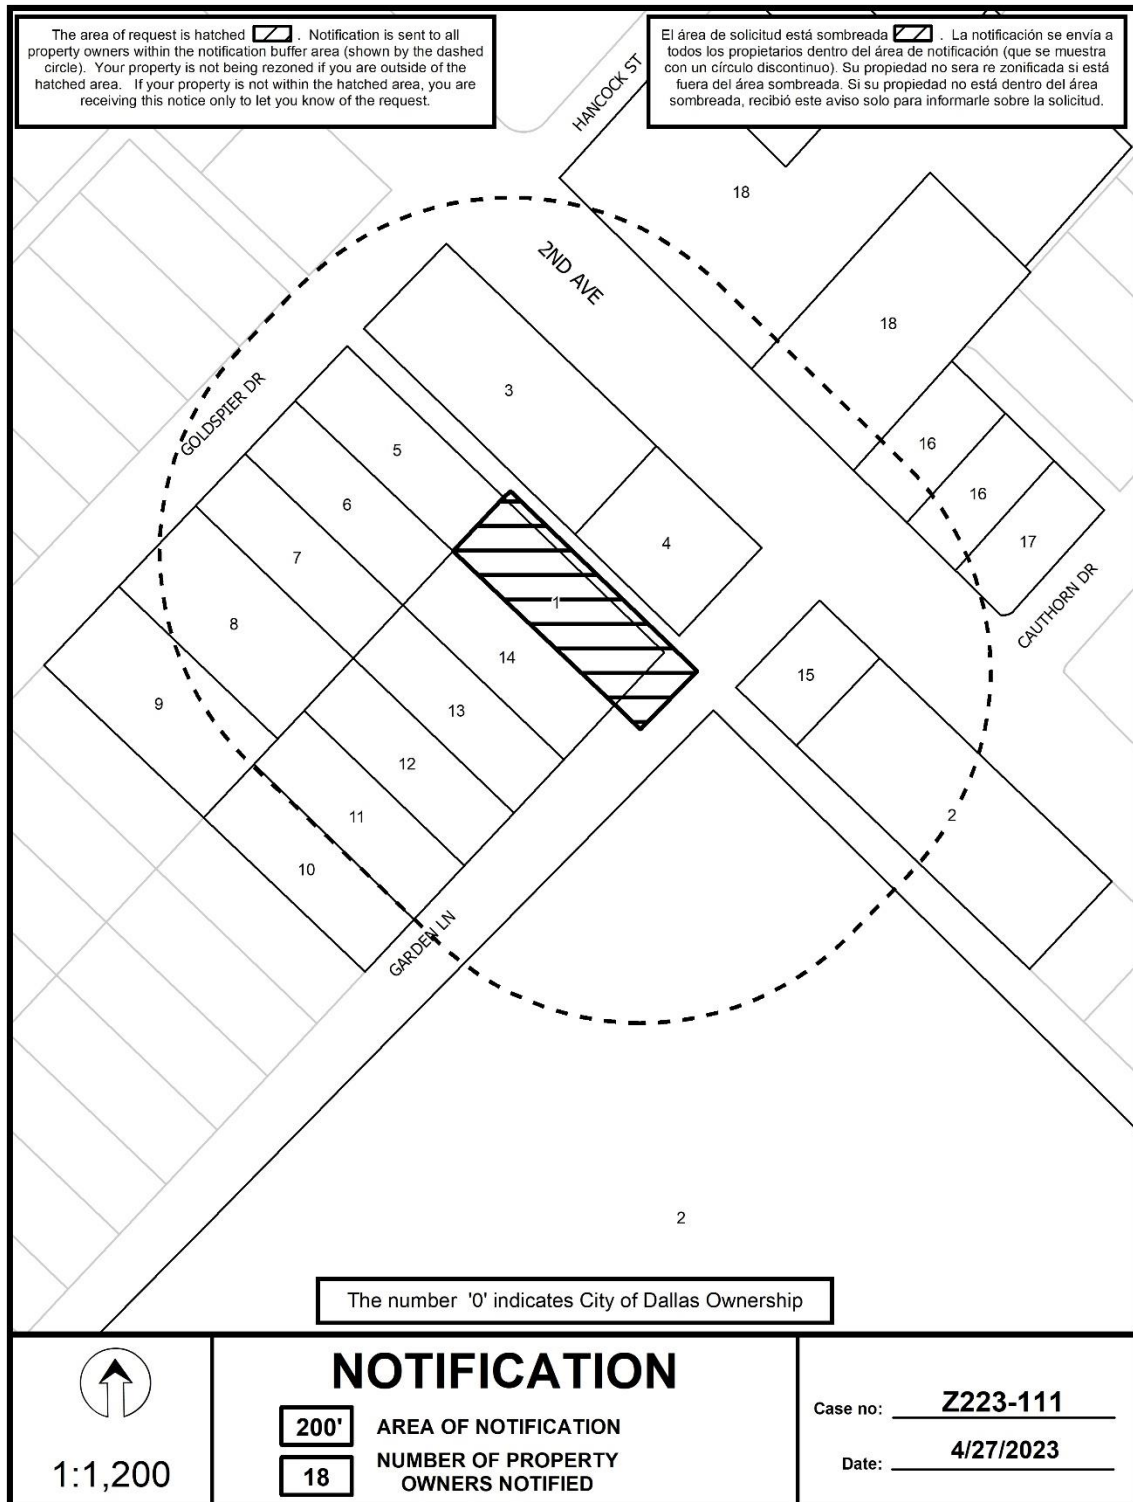 The area of request is hatched . Notification is sent to all
property owners within the notification buffer area (shown by the dashed
circle). Your property is not being rezoned if you are outside of the
hatched area. If your property is not within the hatched area, you are
receiving this notice only to let you know of the request.
El área de solicitud está sombreada . La notificación se envía a
todos los propietarios dentro del área de notificación (que se muestra
con un círculo discontinuo). Su propiedad no sera re zonificada si está
fuera del área sombreada. Si su propiedad no está dentro del área
sombreada, recibió este aviso solo para informarle sobre la solicitud.
HANCOCK ST
18
2ND AVE
18
3
GOLDSPIER DR
5
16
6
16
4
17
7
1
CAUTHORN DR
8
14
15
9
13
12
2
11
10
GARDEN LN
2
The number '0' indicates City of Dallas Ownership
1:1,200
NOTIFICATION
200' AREA OF NOTIFICATION
18 NUMBER OF PROPERTY
OWNERS NOTIFIED
Case no: Z223-111
Date: 4/27/2023